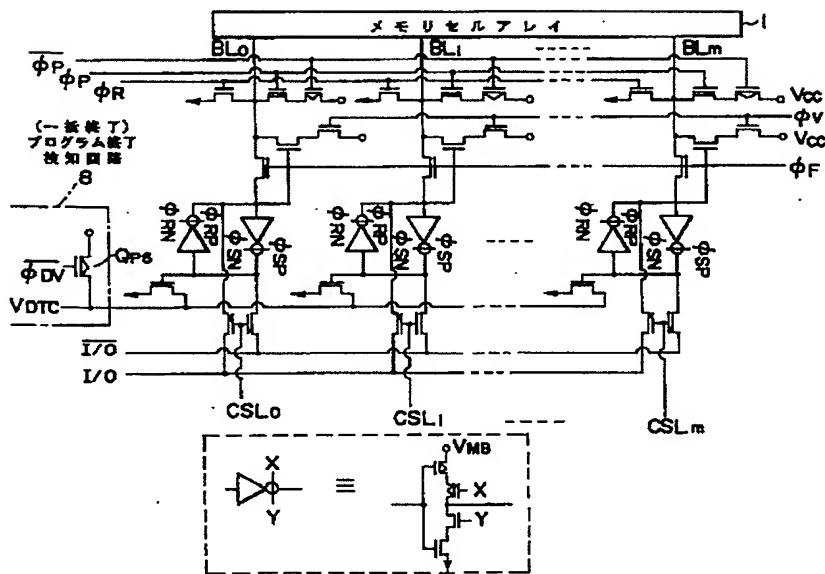 メモリセルアレイ
1
BL0
BL1
BLm
φP
φP
φR
VCC
φV
VCC
(一括終了)
プログラム終了
検知回路
8
φF
φRN
φRP
φSN
φSP
φRN
φRP
φSN
φSP
φRN
φRP
φSN
φSP
φDV
QP6
VDTC
I/O
I/O
CSL0
CSL1
CSLm
X
Y
≡
VMB
X
Y